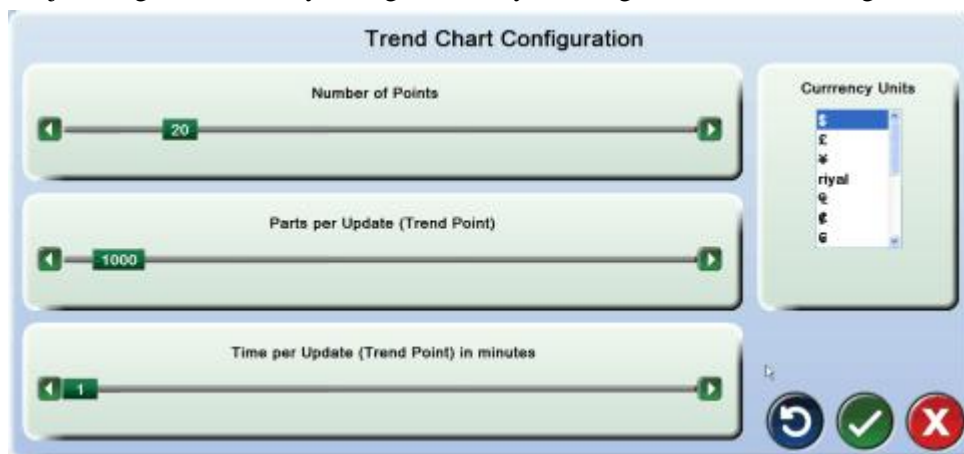 Trend Chart Configuration
Number of Points
20
Parts per Update (Trend Point)
1000
Time per Update (Trend Point) in minutes
1
Currrency Units
$
£
¥
riyal